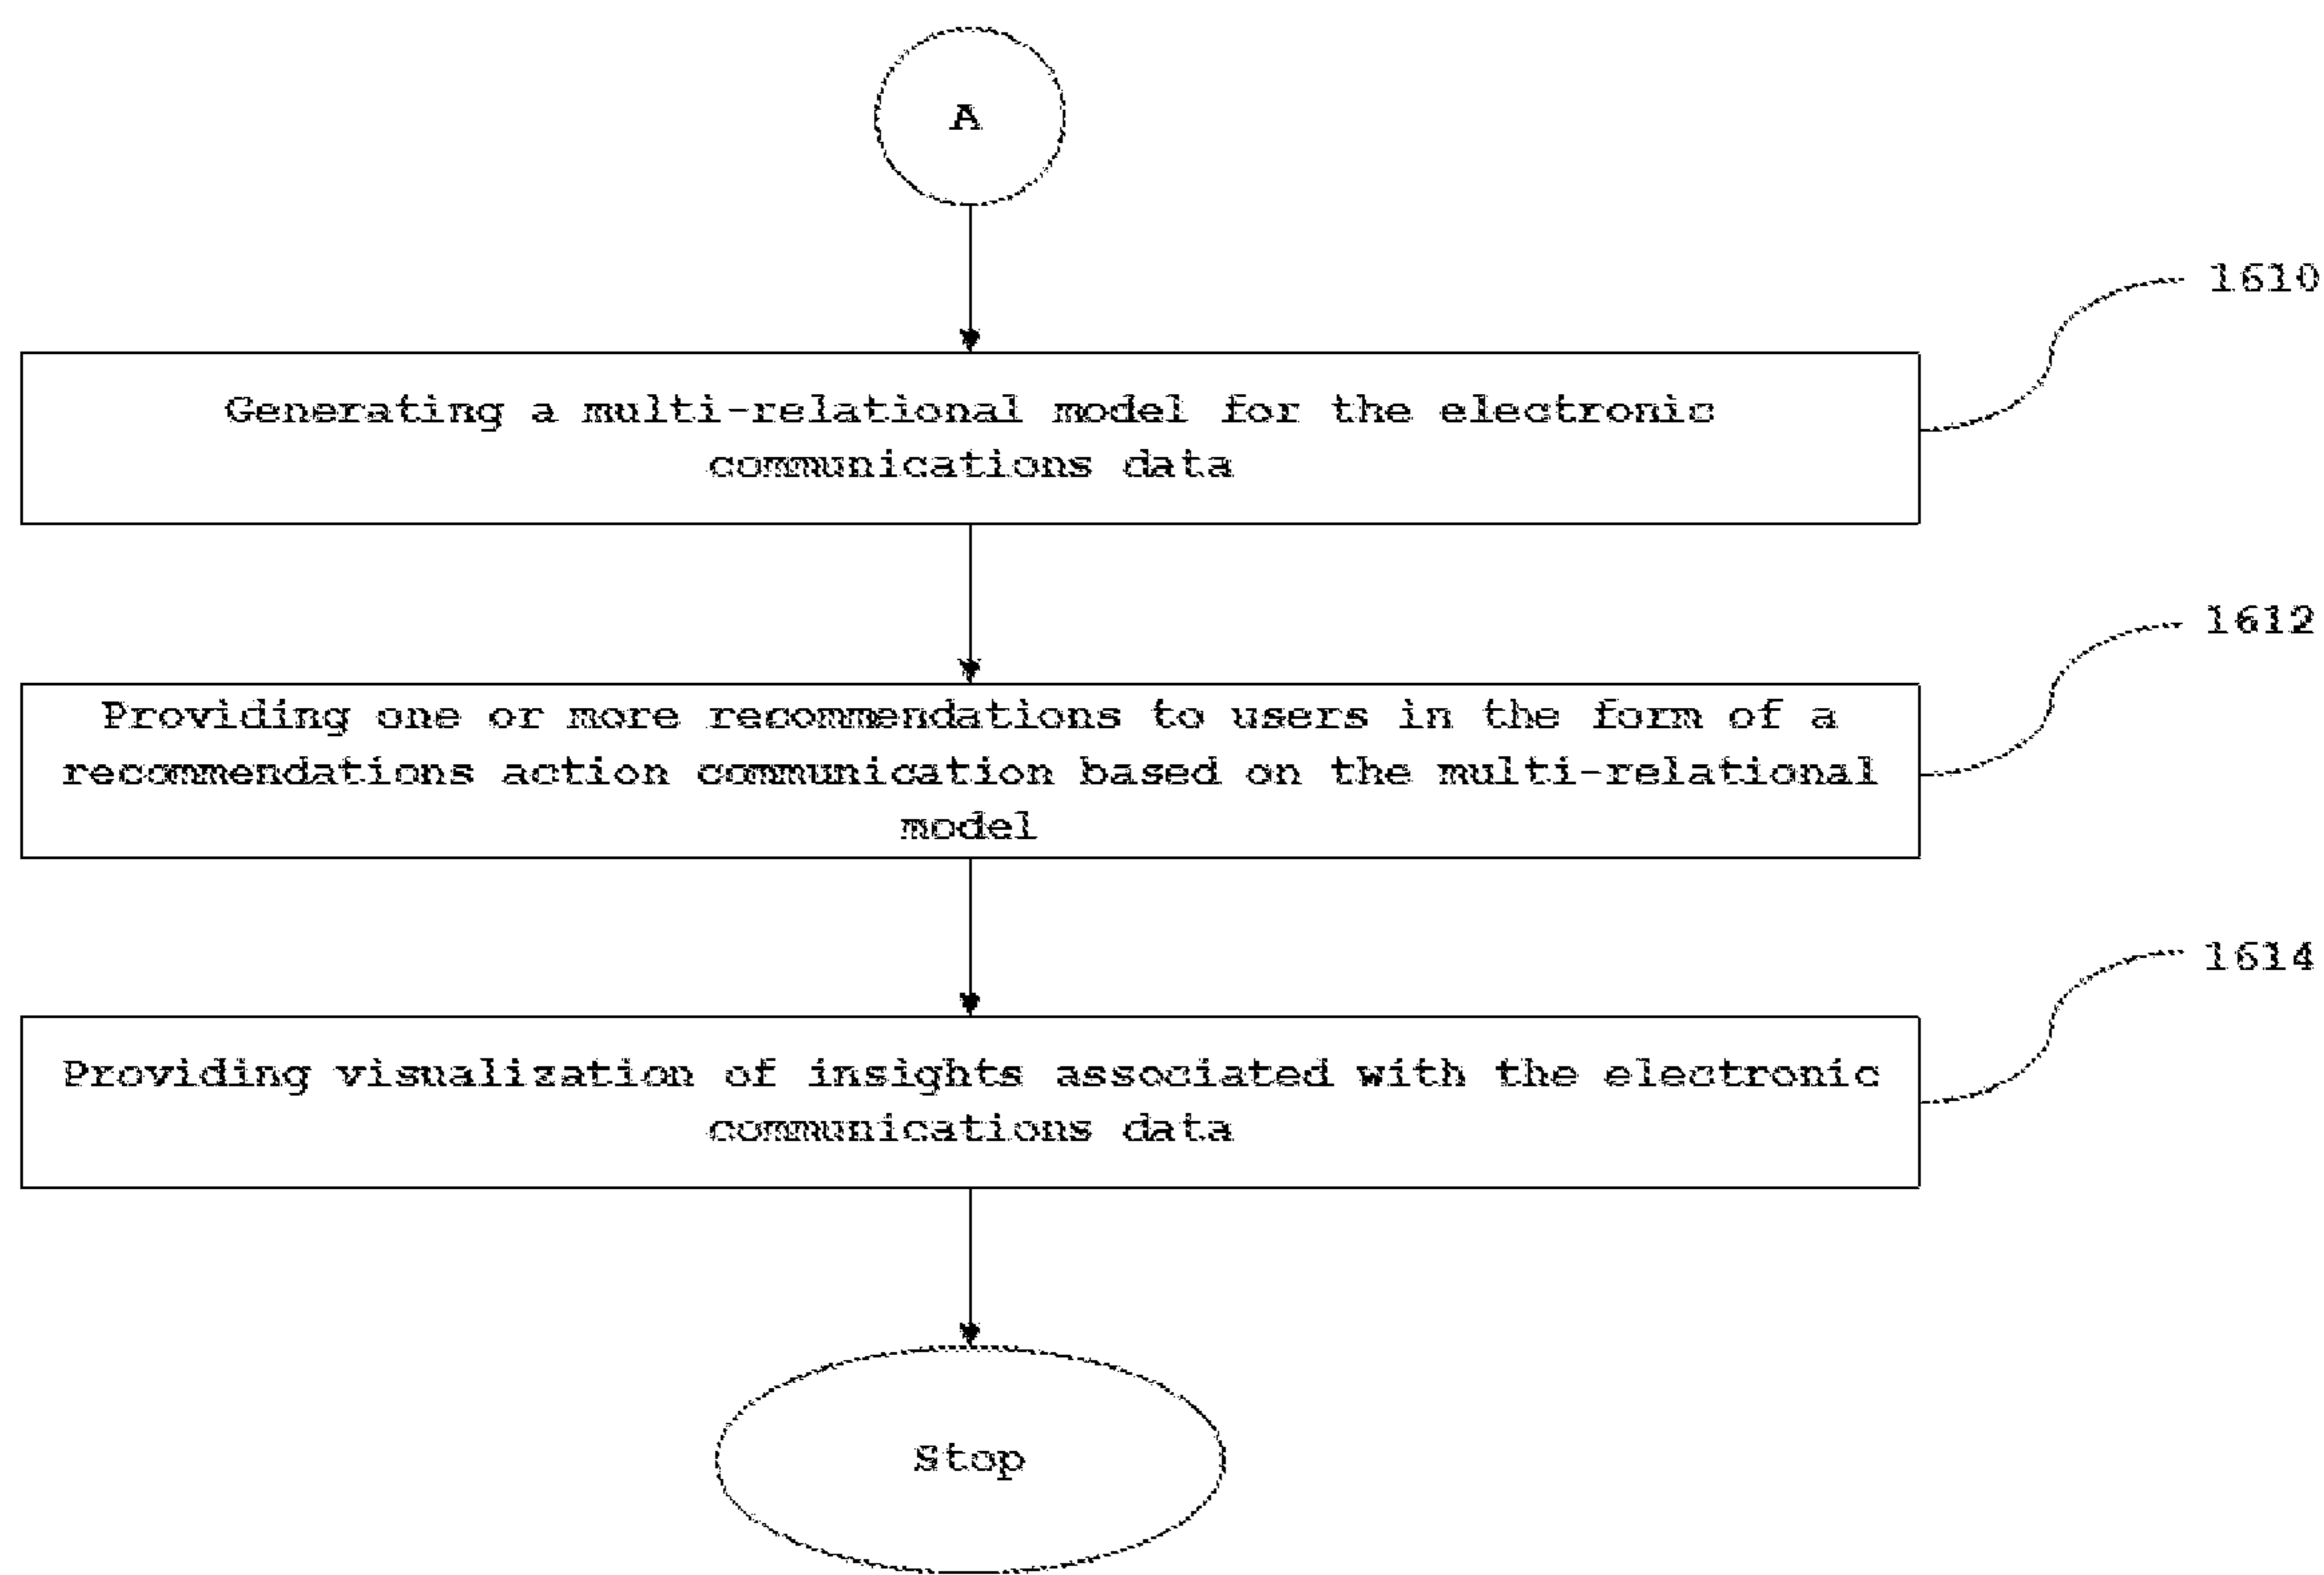 A
1610
Generating a multi-relational model for the electronic
communications data
1612
Providing one or more recommendations to users in the form of a
recommendations action communication based on the multi-relational
model
1614
Providing visualization of insights associated with the electronic
communications data
Stop